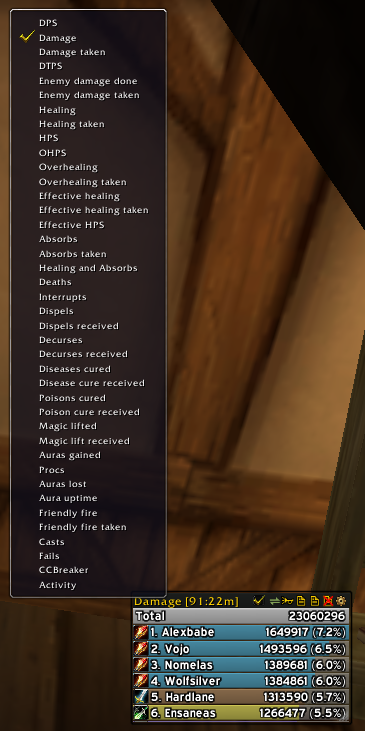 DPS
Damage
Damage taken
DTPS
Enemy damage done
Enemy damage taken
Healing
Healing taken
HPS
OHPS
Overhealing
Overhealing taken
Effective healing
Effective healing taken
Effective HPS
Absorbs
Absorbs taken
Healing and Absorbs
Deaths
Interrupts
Dispels
Dispels received
Decurses
Decurses received
Diseases cured
Disease cure received
Poisons cured
Poison cure received
Magic lifted
Magic lift received
Auras gained
Procs
Auras lost
Aura uptime
Friendly fire
Friendly fire taken
Casts
Fails
CCBreaker
Activity
Damage [91:22m]
Total 23060296
1. Alexbabe 1649917 (7.2%)
2. Vojo 1493596 (6.5%)
3. Nomelas 1389681 (6.0%)
4. Wolfsilver 1384861 (6.0%)
5. Hardlane 1313590 (5.7%)
6. Ensaneas 1266477 (5.5%)